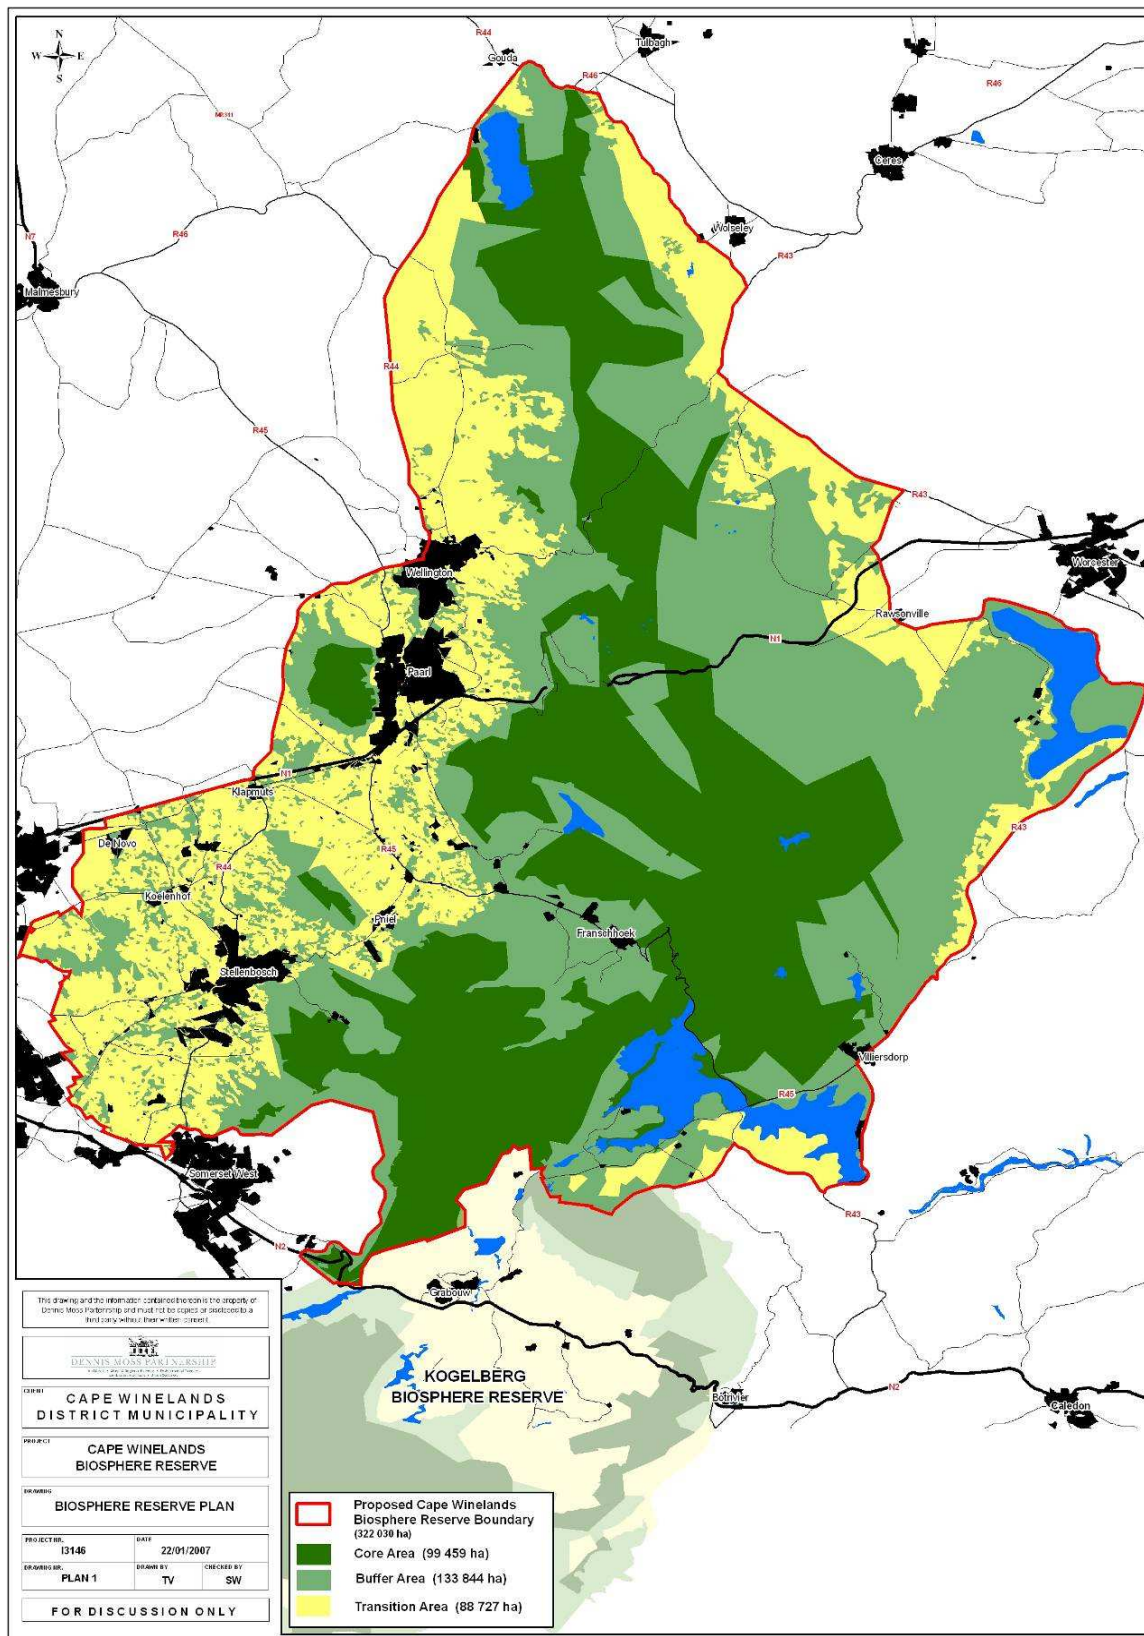 N
W E
S
R44
Gouda
Tulbagh
R46
R46
MR311
Ceres
N7
R46
Wolseley
R43
Malmesbury
R44
R45
R43
Worcester
Wellington
Rawsonville
N1
Paarl
N1
Klapmuts
De Novo
R44
R45
R43
Koelenhof
Pniel
Franschhoek
Stellenbosch
Villiersdorp
R45
Somerset West
R43
N2
Grabouw
KOGELBERG
BIOSPHERE RESERVE
Botrivier
N2
Caledon
This drawing and the information contained thereon is the property of
Dennis Moss Partnership and must not be copied or disclosed to a
third party without their written consent.
DENNIS MOSS PARTNERSHIP
CLIENT
CAPE WINELANDS
DISTRICT MUNICIPALITY
PROJECT
CAPE WINELANDS
BIOSPHERE RESERVE
DRAWING
BIOSPHERE RESERVE PLAN
PROJECT NR. DATE
I3146 22/01/2007
DRAWING NR. DRAWN BY CHECKED BY
PLAN 1 TV SW
FOR DISCUSSION ONLY
Proposed Cape Winelands
Biosphere Reserve Boundary
(322 030 ha)
Core Area (99 459 ha)
Buffer Area (133 844 ha)
Transition Area (88 727 ha)